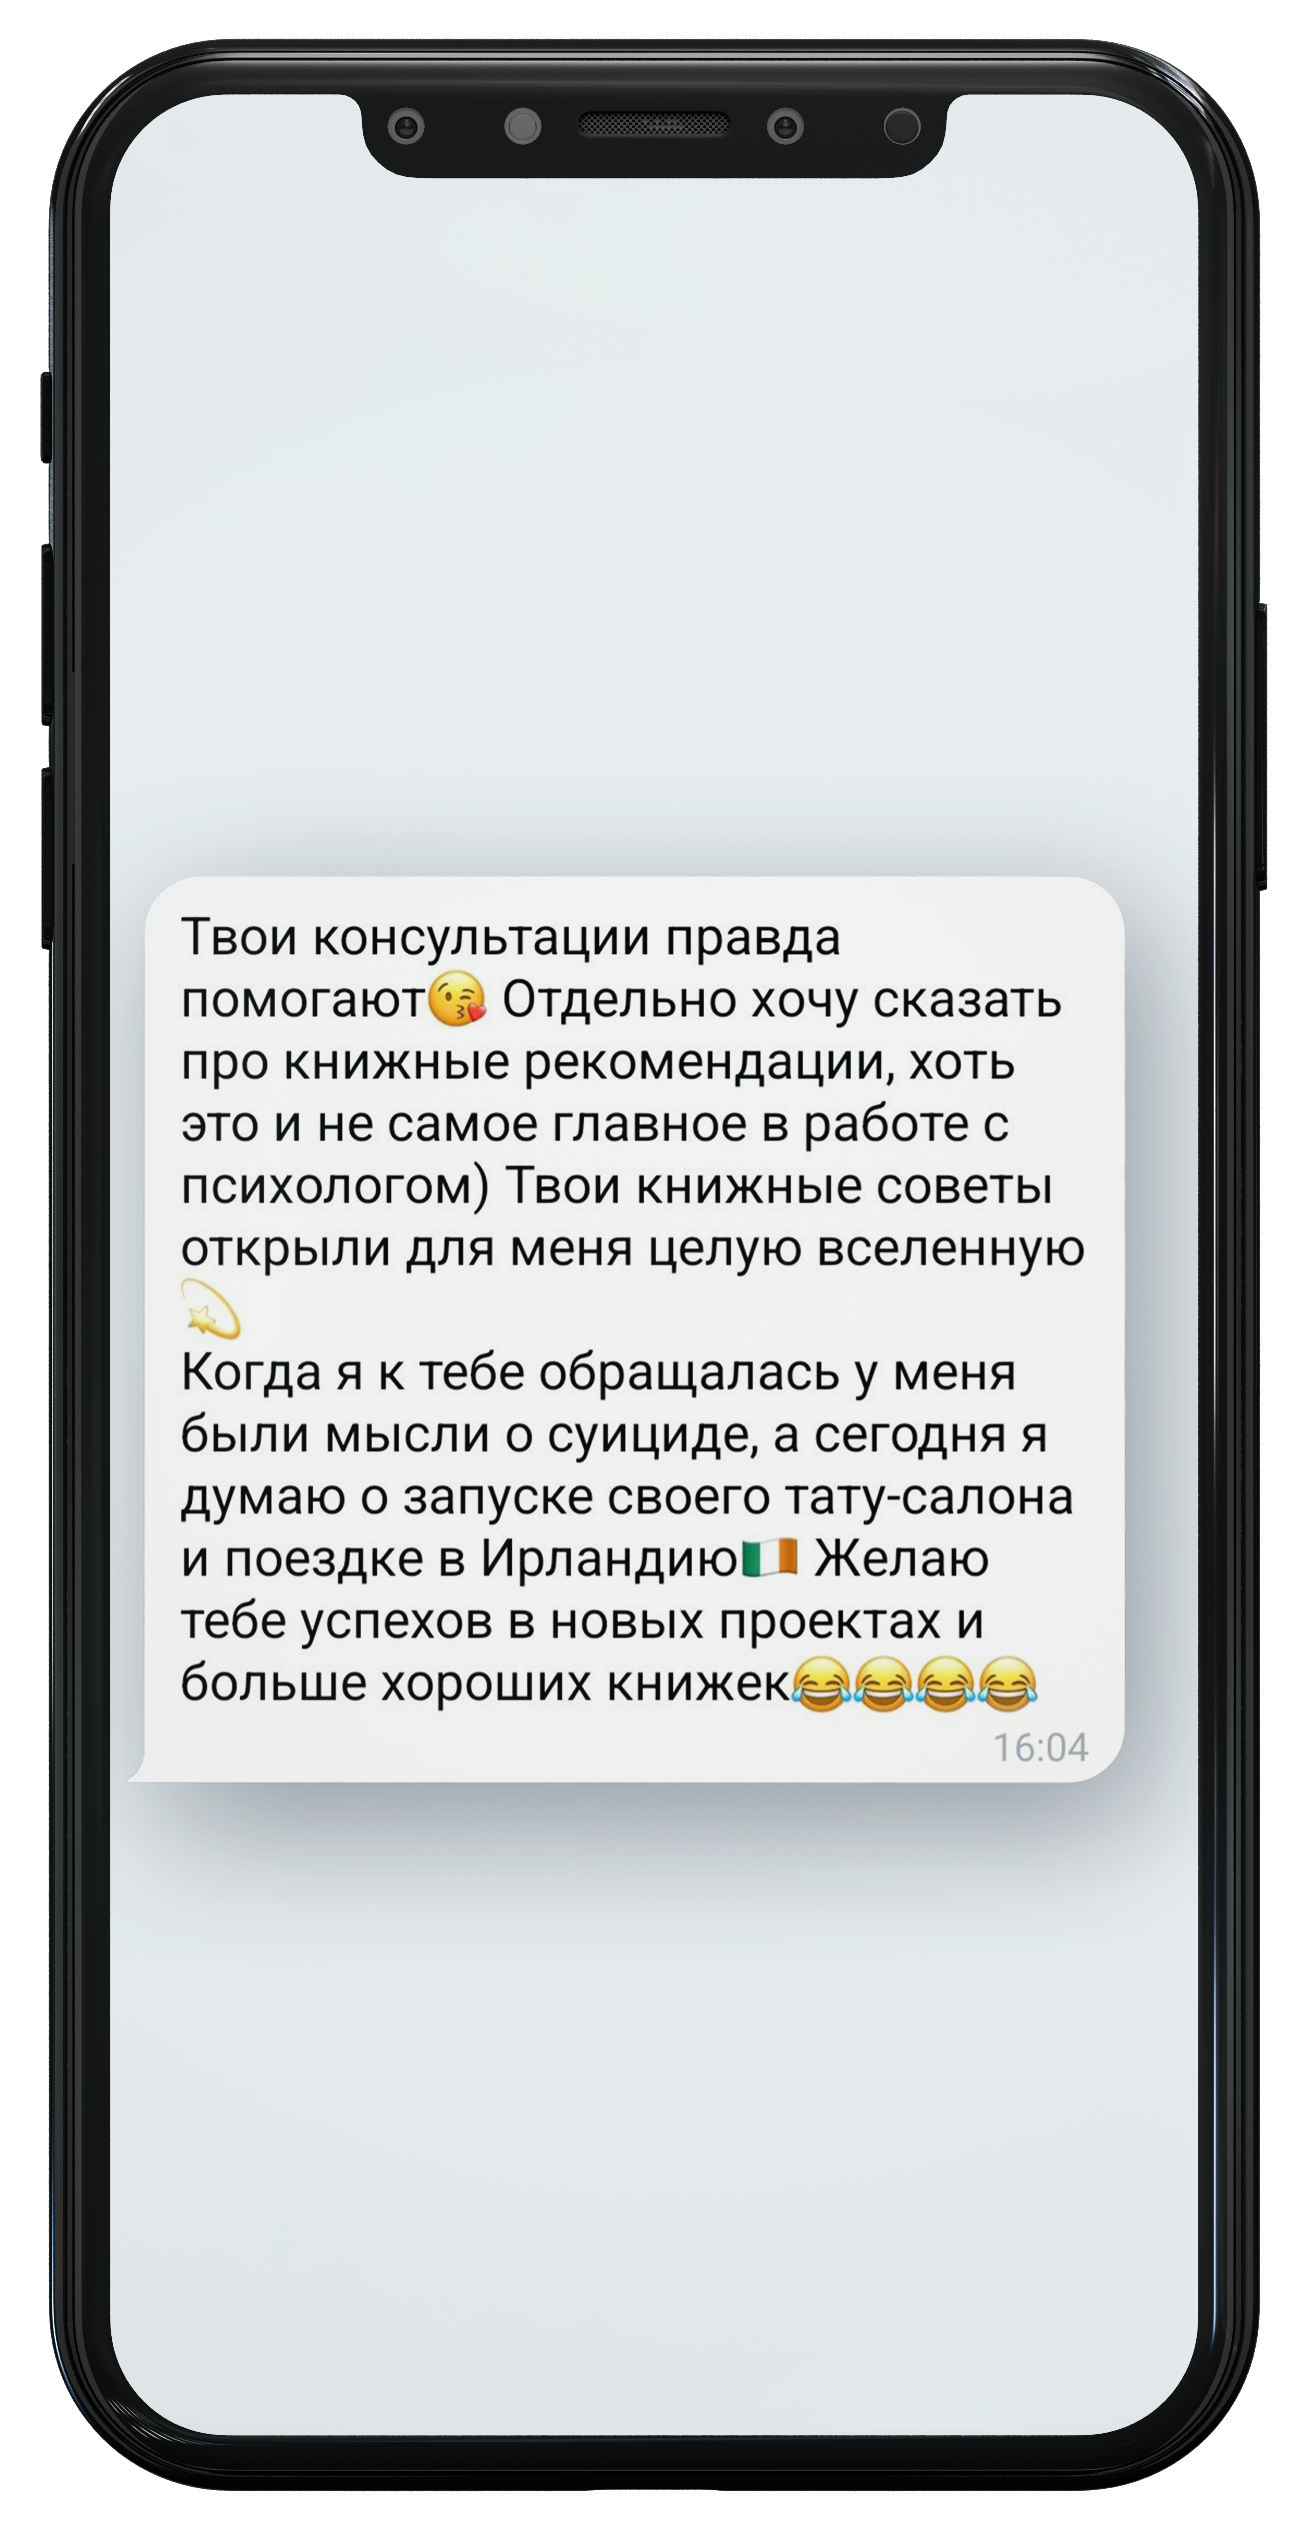 Твои консультации правда
помогают😘 Отдельно хочу сказать
про книжные рекомендации, хоть
это и не самое главное в работе с
психологом) Твои книжные советы
открыли для меня целую вселенную
💫
Когда я к тебе обращалась у меня
были мысли о суициде, а сегодня я
думаю о запуске своего тату-салона
и поездке в Ирландию🇮🇪 Желаю
тебе успехов в новых проектах и
больше хороших книжек😂😂😂😂
16:04